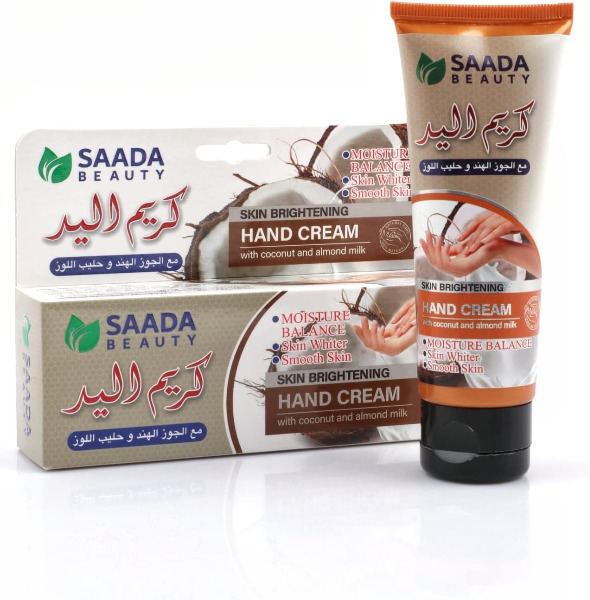 SAADA
BEAUTY
كريم اليد
مع الجوز الهند و حليب اللوز
MOISTURE
BALANCE
Skin Whiter
Smooth Skin
SKIN BRIGHTENING
HAND CREAM
with coconut and almond milk
SAADA
BEAUTY
كريم اليد
مع الجوز الهند و حليب اللوز
MOISTURE
BALANCE
Skin Whiter
Smooth Skin
SKIN BRIGHTENING
HAND CREAM
with coconut and almond milk
SAADA
SAADA
BEAUTY
كريم اليد
مع الجوز الهند و حليب اللوز
SKIN BRIGHTENING
HAND CREAM
with coconut and almond milk
MOISTURE BALANCE
Skin Whiter
Smooth Skin